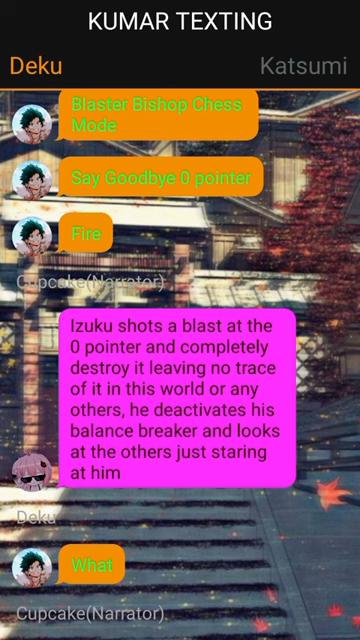 KUMAR TEXTING
Deku
Katsumi
Blaster Bishop Chess
Mode
Say Goodbye 0 pointer
Fire
Cupcake(Narrator)
Izuku shots a blast at the
0 pointer and completely
destroy it leaving no trace
of it in this world or any
others, he deactivates his
balance breaker and looks
at the others just staring
at him
Deku
What
Cupcake(Narrator)